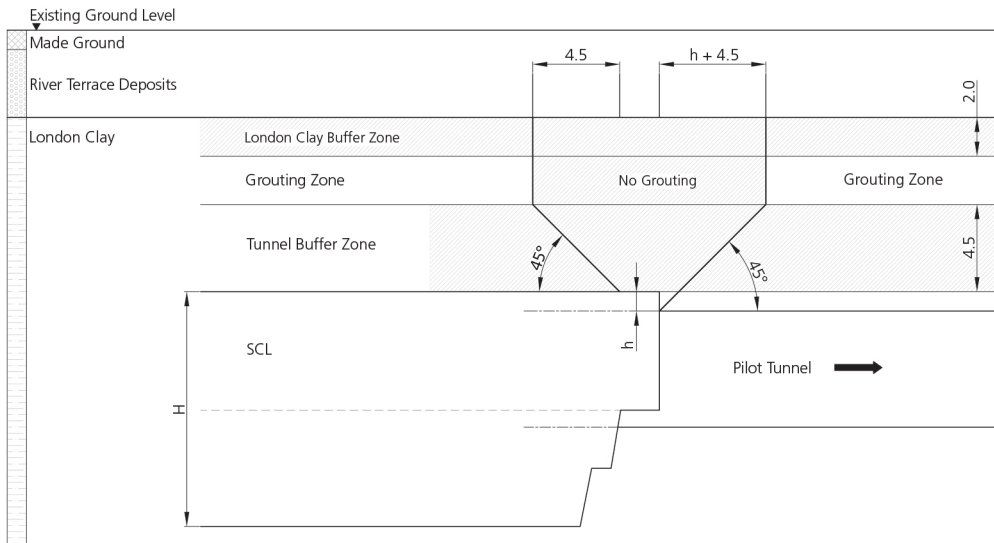 Existing Ground Level
Made Ground
4.5
h + 4.5
River Terrace Deposits
2.0
London Clay
London Clay Buffer Zone
Grouting Zone
No Grouting
Grouting Zone
Tunnel Buffer Zone
45°
45°
4.5
h
SCL
Pilot Tunnel
H